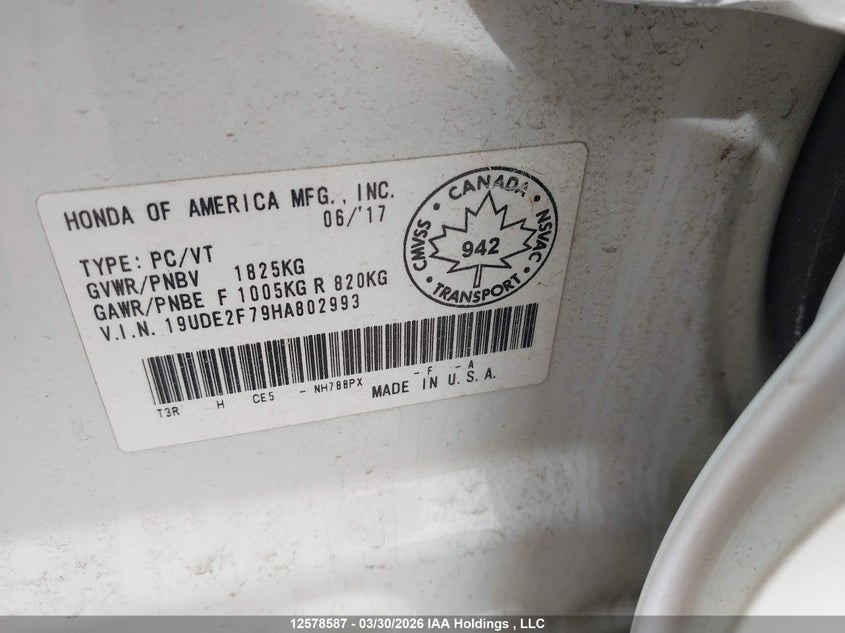 HONDA OF AMERICA MFG., INC.
06/'17
TYPE: PC/VT
GVWR/PNBV 1825KG
GAWR/PNBE F 1005KG R 820KG
V.I.N. 19UDE2F79HA802993
T3R H CE5 - NH788PX - F - A
MADE IN U.S.A.
CANADA
CMVSS
942
NSVAC
TRANSPORT
12578587 - 03/30/2026 IAA Holdings , LLC